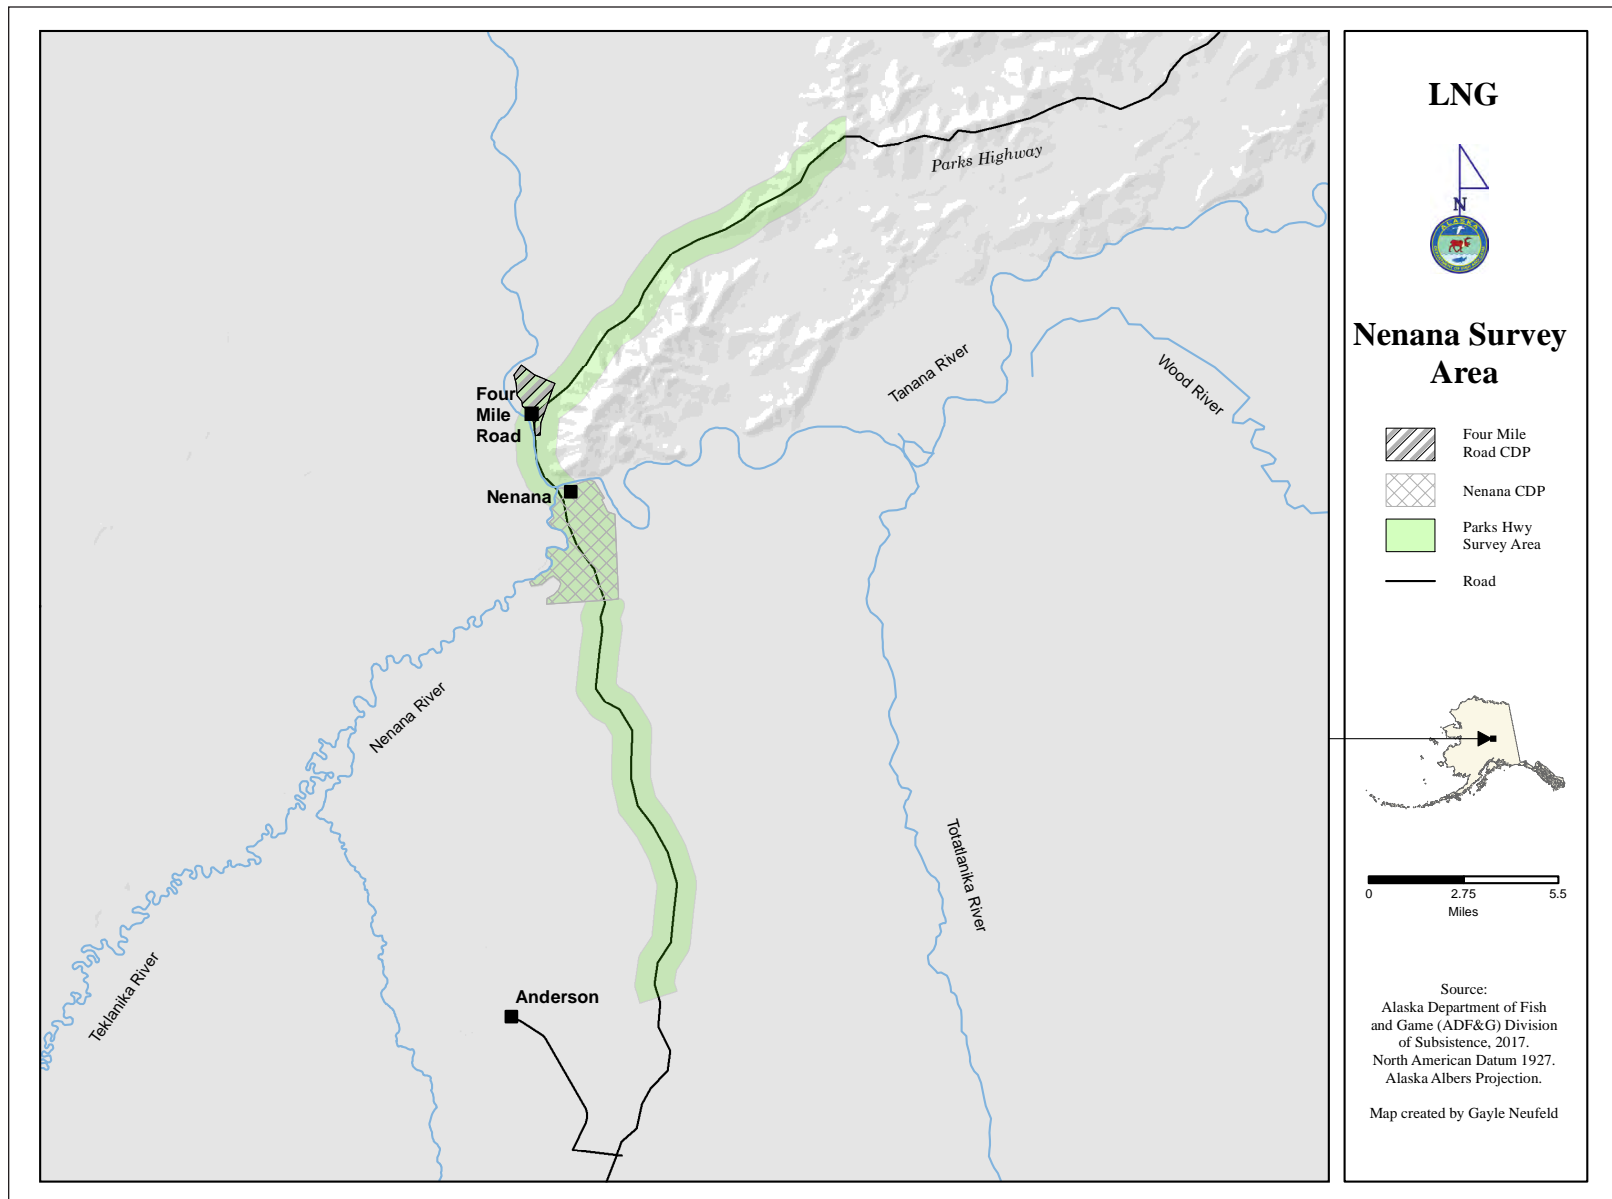 Parks Highway
Tanana River
Wood River
Four
Mile
Road
Nenana
Nenana River
Totatlanika River
Teklanika River
Anderson
LNG
N
ALASKA
Nenana Survey
Area
Four Mile
Road CDP
Nenana CDP
Parks Hwy
Survey Area
Road
0 2.75 5.5
Miles
Source:
Alaska Department of Fish
and Game (ADF&G) Division
of Subsistence, 2017.
North American Datum 1927.
Alaska Albers Projection.
Map created by Gayle Neufeld